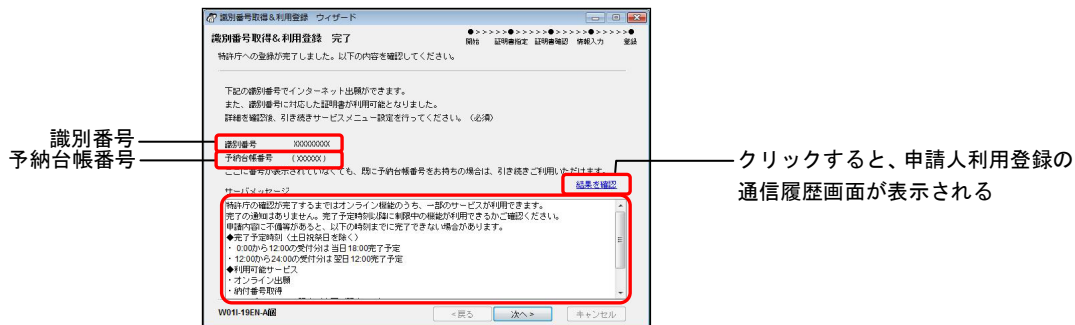 識別番号取得&利用登録 ウィザード
識別番号取得&利用登録 完了
●>>>>>●>>>>>●>>>>>●>>>>>●
開始 証明書指定 証明書確認 情報入力 登録
特許庁への登録が完了しました。以下の内容を確認してください。
下記の識別番号でインターネット出願ができます。
また、識別番号に対応した証明書が利用可能となりました。
詳細を確認後、引き続きサービスメニュー設定を行ってください。(必須)
識別番号
識別番号 XXXXXXXXX
予納台帳番号
予納台帳番号 (XXXXXX)
ここに番号が表示されていなくても、既に予納台帳番号をお持ちの場合は、引き続きご利用いただけます。
サーバメッセージ
結果を確認
クリックすると、申請人利用登録の
通信履歴画面が表示される
特許庁の確認が完了するまではオンライン機能のうち、一部のサービスが利用できます。
完了の通知はありません。完了予定時刻以降に制限中の機能が利用できるかご確認ください。
申請内容に不備等があると、以下の時刻までに完了できない場合があります。
◆完了予定時刻(土日祝祭日を除く)
・ 0:00から12:00の受付分は当日18:00完了予定
・ 12:00から24:00の受付分は翌日12:00完了予定
◆利用可能サービス
・オンライン出願
・納付番号取得
W01I-19EN-A個
<戻る 次へ> キャンセル